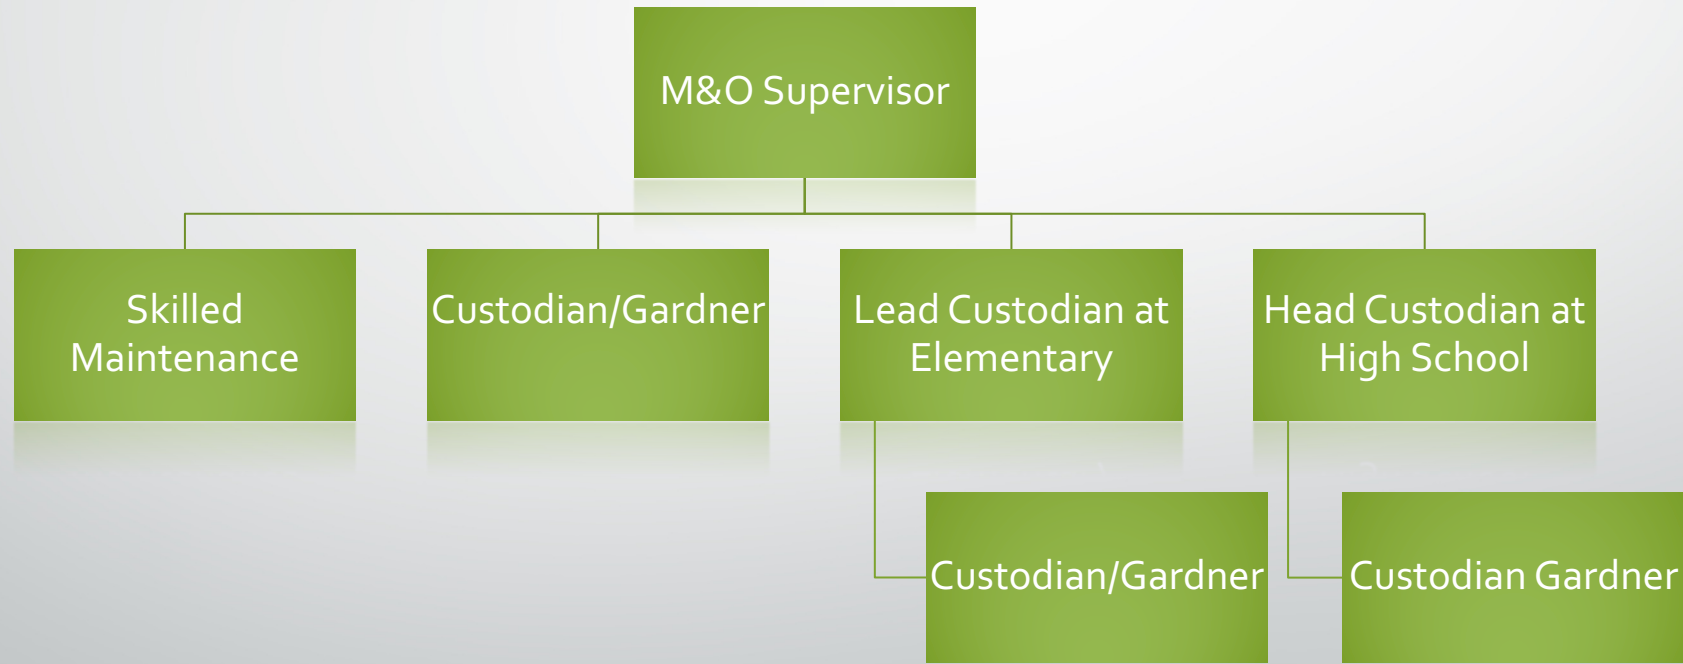 M&O Supervisor
Skilled
Maintenance
Custodian/Gardner
Lead Custodian at
Elementary
Head Custodian at
High School
Custodian/Gardner
Custodian Gardner